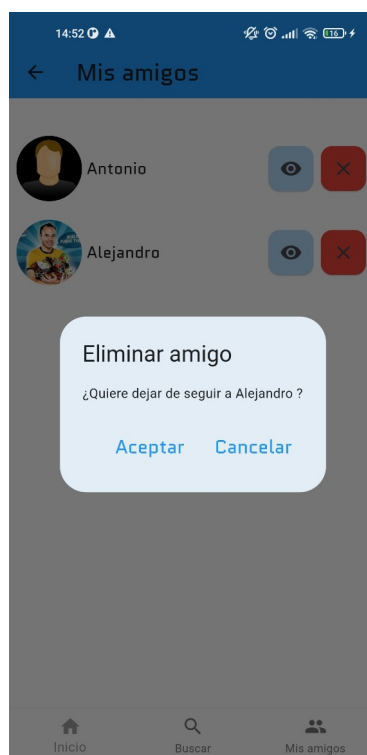 14:52
16
Mis amigos
Antonio
Alejandro
Eliminar amigo
¿Quiere dejar de seguir a Alejandro ?
Aceptar Cancelar
Inicio Buscar Mis amigos